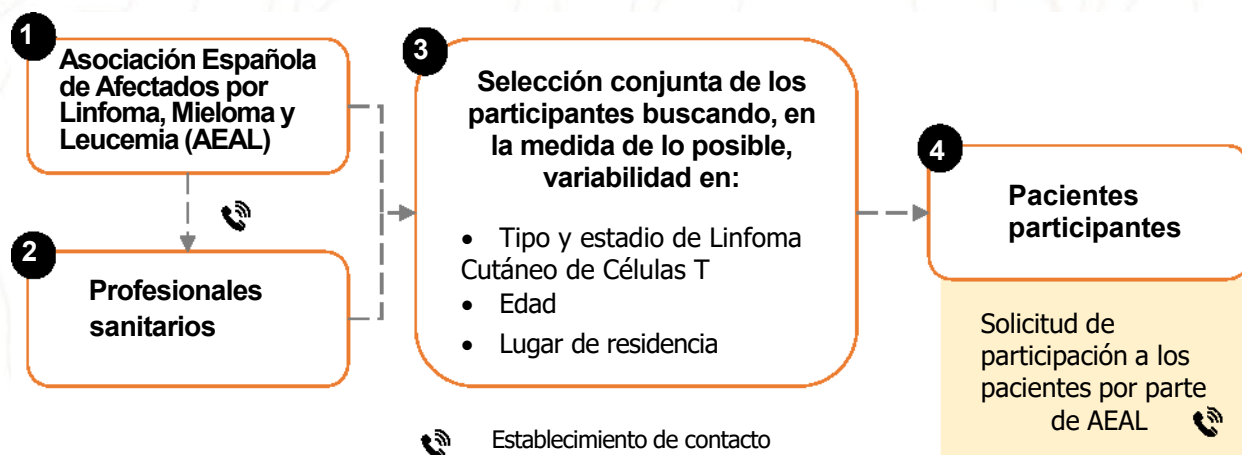 1
Asociación Española
de Afectados por
Linfoma, Mieloma y
Leucemia (AEAL)
2
Profesionales
sanitarios
3
Selección conjunta de los
participantes buscando, en
la medida de lo posible,
variabilidad en:
• Tipo y estadio de Linfoma
Cutáneo de Células T
• Edad
• Lugar de residencia
4
Pacientes
participantes
Solicitud de
participación a los
pacientes por parte
de AEAL
Establecimiento de contacto